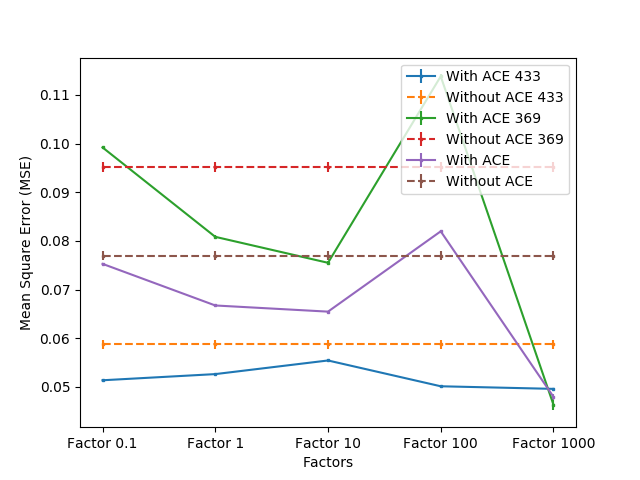 With ACE 433
Without ACE 433
With ACE 369
Without ACE 369
With ACE
Without ACE
0.11
0.10
0.09
0.08
0.07
0.06
0.05
Mean Square Error (MSE)
Factor 0.1 Factor 1 Factor 10 Factor 100 Factor 1000
Factors